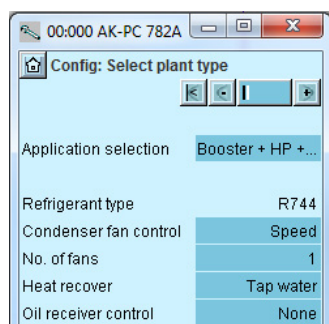 00:000 AK-PC 782A
Config: Select plant type
Application selection Booster + HP +...
Refrigerant type R744
Condenser fan control Speed
No. of fans 1
Heat recover Tap water
Oil receiver control None